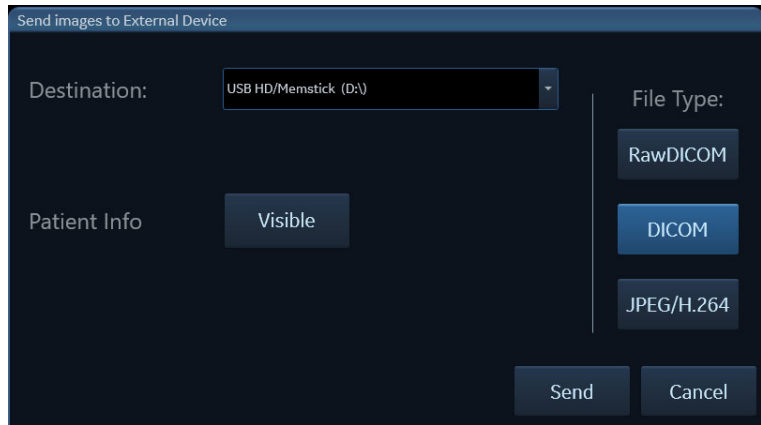 Send images to External Device
Destination:
USB HD/Memstick (D:\)
File Type:
RawDICOM
Patient Info
Visible
DICOM
JPEG/H.264
Send
Cancel